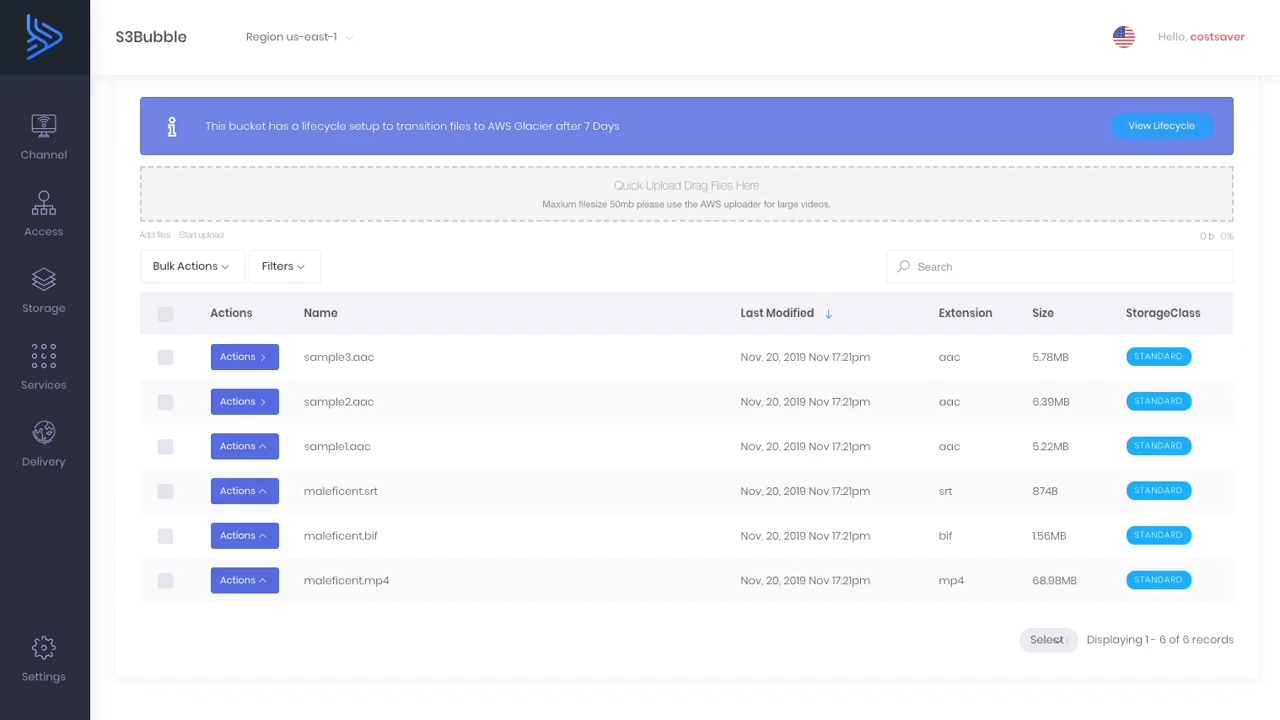 S3Bubble
Region us-east-1
Hello, costsaver
Channel
Access
Storage
Services
Delivery
Settings
This bucket has a lifecycle setup to transition files to AWS Glacier after 7 Days
View Lifecycle
Quick Upload Drag Files Here
Maxium filesize 50mb please use the AWS uploader for large videos.
Add files Start upload
0 b 0%
Bulk Actions Filters
Search
Actions Name Last Modified Extension Size StorageClass
Actions sample3.aac Nov, 20, 2019 Nov 17:21pm aac 5.78MB STANDARD
Actions sample2.aac Nov, 20, 2019 Nov 17:21pm aac 6.39MB STANDARD
Actions sample1.aac Nov, 20, 2019 Nov 17:21pm aac 5.22MB STANDARD
Actions maleficent.srt Nov, 20, 2019 Nov 17:21pm srt 874B STANDARD
Actions maleficent.bif Nov, 20, 2019 Nov 17:21pm bif 1.56MB STANDARD
Actions maleficent.mp4 Nov, 20, 2019 Nov 17:21pm mp4 68.98MB STANDARD
Select Displaying 1 - 6 of 6 records